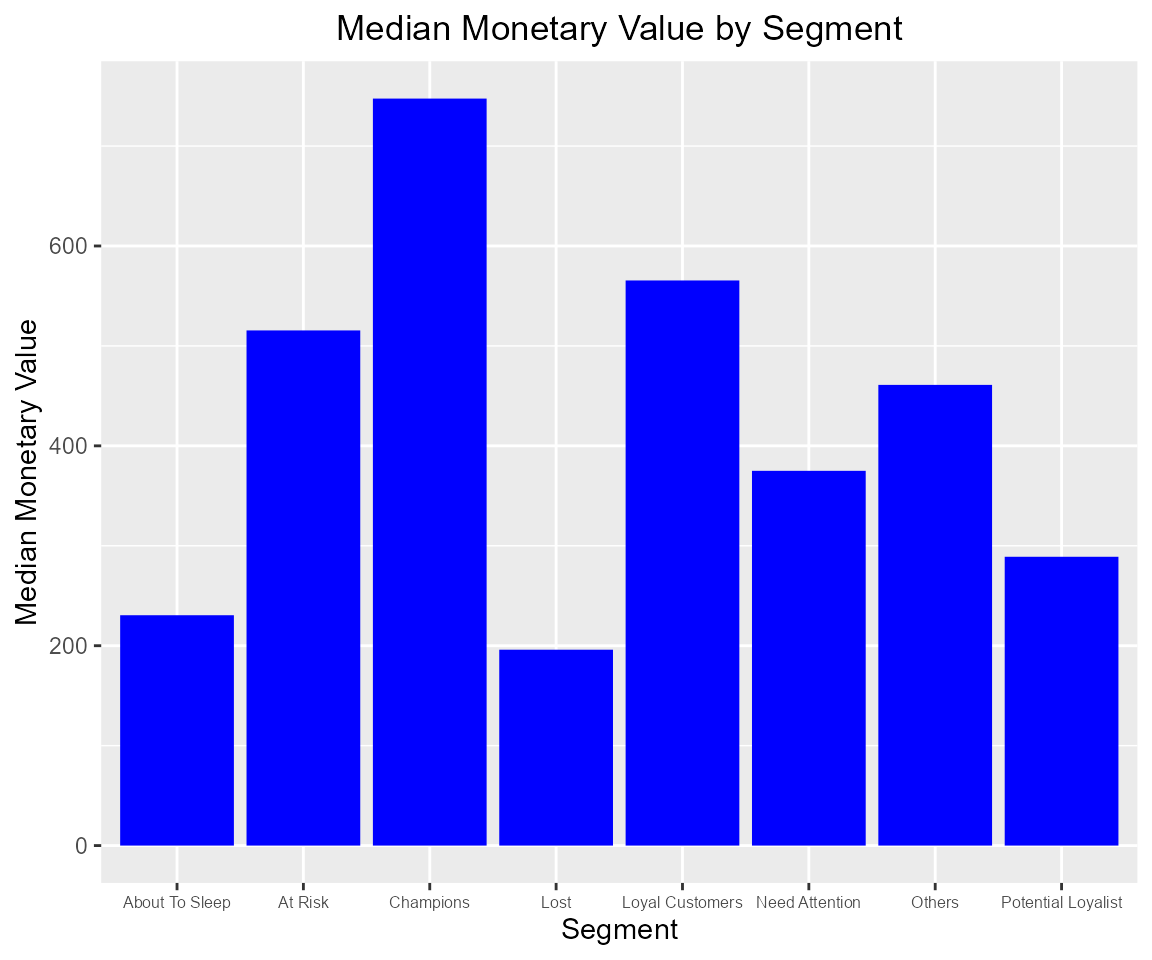 Median Monetary Value by Segment
Median Monetary Value
600
400
200
0
About To Sleep
At Risk
Champions
Lost
Loyal Customers
Need Attention
Others
Potential Loyalist
Segment